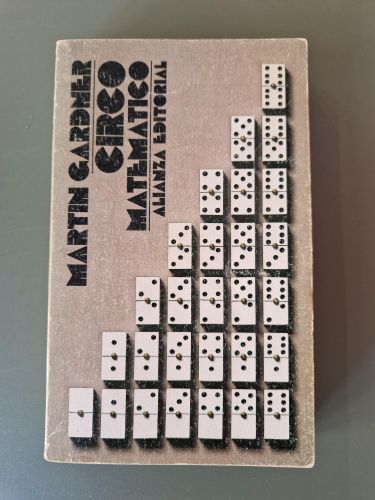 MARTIN GARDNER
CIRCO
MATEMATICO
ALIANZA EDITORIAL